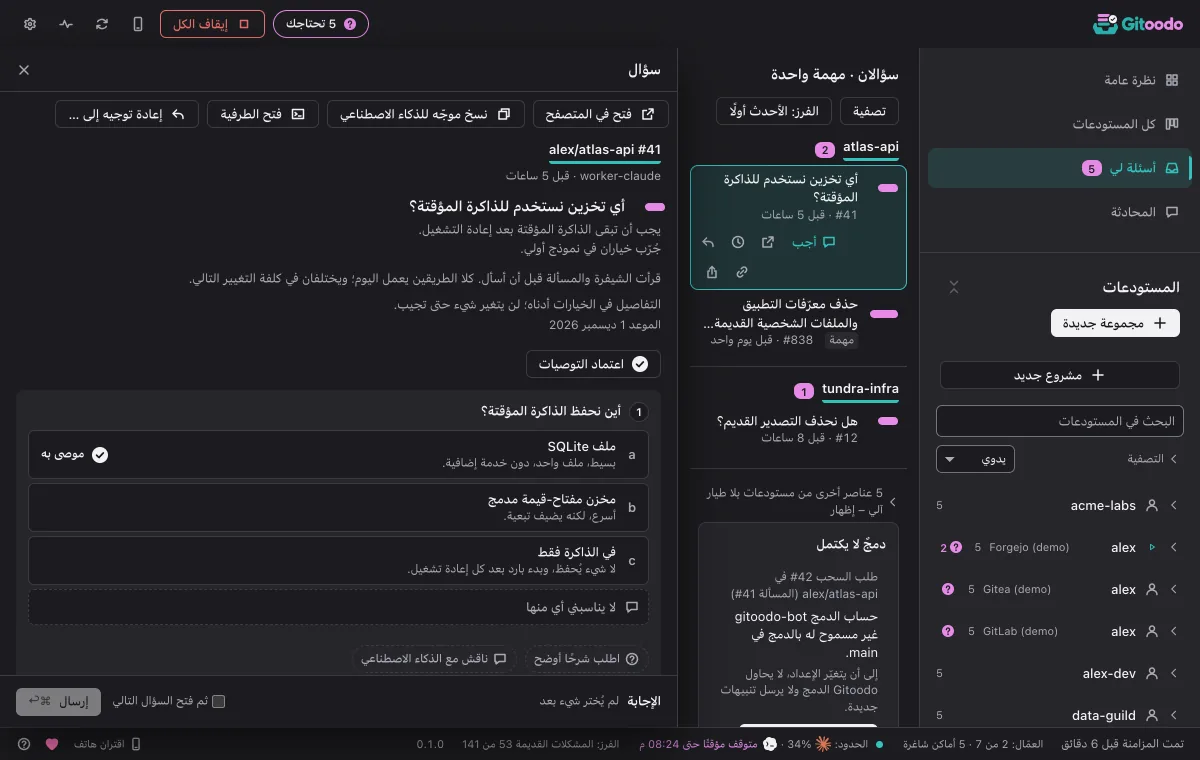 Gitoodo
5 تحتاجك
إيقاف الكل
نظرة عامة
كل المستودعات
أسئلة لي 5
المحادثة
المستودعات
مجموعة جديدة
مشروع جديد
البحث في المستودعات
التصفية
يدوي
acme-labs 5
alex Forgejo (demo) 5 2
alex Gitea (demo) 5
alex GitLab (demo) 5
alex-dev 5
data-guild 5
سؤالان · مهمة واحدة
تصفية
الفرز: الأحدث أولًا
atlas-api 2
أي تخزين نستخدم للذاكرة
المؤقتة؟
#41 · قبل 5 ساعات
أجب
حذف معرّفات التطبيق
والملفات الشخصية القديمة...
مهمة #838 · قبل يوم واحد
tundra-infra 1
هل نحذف التصدير القديم؟
#12 · قبل 8 ساعات
5 عناصر أخرى من مستودعات بلا طيار
آلي – إظهار
دمجٌ لا يكتمل
طلب السحب #42 في
alex/atlas-api (المسألة #41)
حساب الدمج gitoodo-bot
غير مسموح له بالدمج في
main.
إلى أن يتغيّر الإعداد، لا يحاول
Gitoodo الدمج ولا يرسل تنبيهات
جديدة.
سؤال
فتح في المتصفح
نسخ موجّه للذكاء الاصطناعي
فتح الطرفية
إعادة توجيه إلى ...
alex/atlas-api #41
worker-claude · قبل 5 ساعات
أي تخزين نستخدم للذاكرة المؤقتة؟
يجب أن تبقى الذاكرة المؤقتة بعد إعادة التشغيل.
جُرّب خياران في نموذج أولي.
قرأت الشيفرة والمسألة قبل أن أسأل. كلا الطريقين يعمل اليوم؛ ويختلفان في كلفة التغيير التالي.
التفاصيل في الخيارات أدناه؛ لن يتغير شيء حتى تجيب.
الموعد 1 ديسمبر 2026
اعتماد التوصيات
1 أين نحفظ الذاكرة المؤقتة؟
a ملف SQLite
بسيط، ملف واحد، دون خدمة إضافية.
موصى به
b مخزن مفتاح-قيمة مدمج
أسرع، لكنه يضيف تبعية.
c في الذاكرة فقط
لا شيء يُحفظ، وبدء بارد بعد كل إعادة تشغيل.
لا يناسبني أي منها
اطلب شرحًا أوضح
ناقش مع الذكاء الاصطناعي
الإجابة لم يُختر شيء بعد
ثم فتح السؤال التالي
إرسال ⌘↩
تمت المزامنة قبل 6 دقائق
العمّال: 2 من 7 · 5 أماكن شاغرة
الحدود: 34% · متوقف مؤقتًا حتى 08:24 م
الفرز: المشكلات القديمة 53 من 141
0.1.0
اقتران هاتف